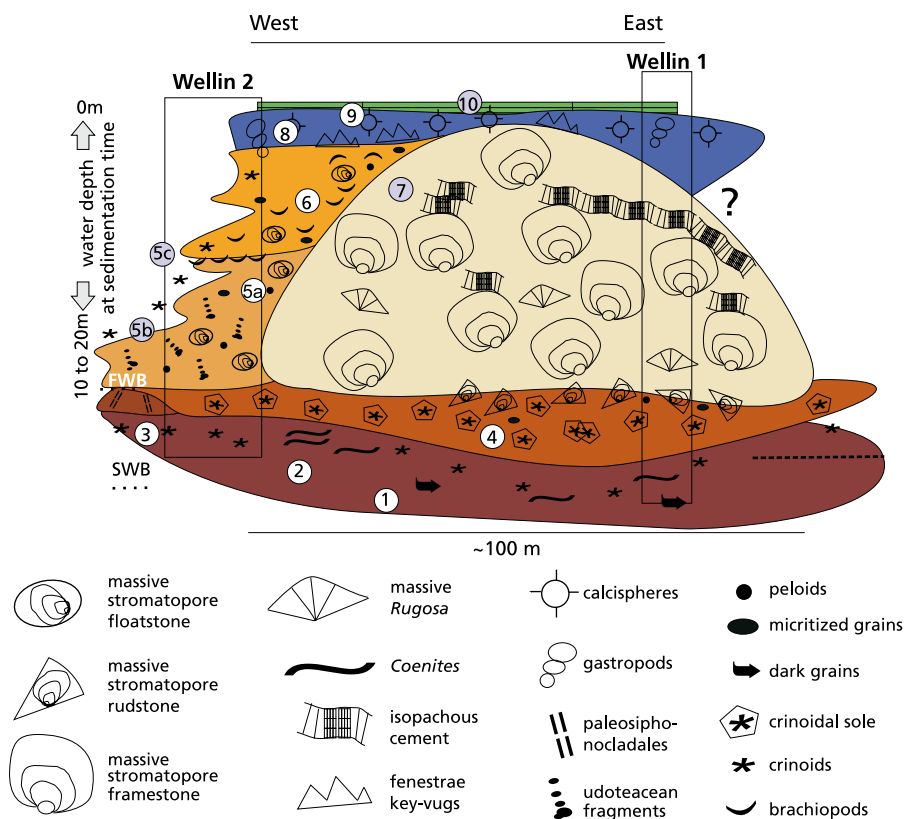 West
East
Wellin 2
Wellin 1
0m
water depth
at sedimentation time
10 to 20m
10
9
8
7
6
5c
5a
5b
FWB
4
3
SWB
2
1
?
~100 m
massive
stromatopore
floatstone
massive
stromatopore
rudstone
massive
stromatopore
framestone
massive
Rugosa
Coenites
isopachous
cement
fenestrae
key-vugs
calcispheres
gastropods
paleosipho-
nocladales
udoteacean
fragments
peloids
micritized grains
dark grains
crinoidal sole
crinoids
brachiopods